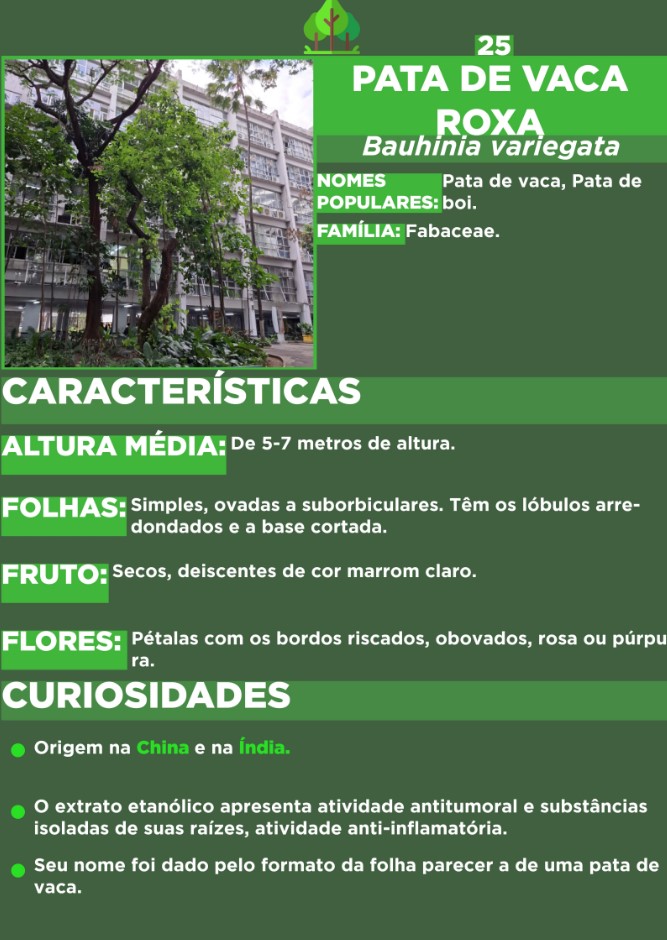 25
PATA DE VACA
ROXA
Bauhinia variegata
NOMES POPULARES: Pata de vaca, Pata de
boi.
FAMÍLIA: Fabaceae.
CARACTERÍSTICAS
ALTURA MÉDIA: De 5-7 metros de altura.
FOLHAS: Simples, ovadas a suborbiculares. Têm os lóbulos arre-
dondados e a base cortada.
FRUTO: Secos, deiscentes de cor marrom claro.
FLORES: Pétalas com os bordos riscados, obovados, rosa ou púrpu
ra.
CURIOSIDADES
Origem na China e na Índia.
O extrato etanólico apresenta atividade antitumoral e substâncias
isoladas de suas raízes, atividade anti-inflamatória.
Seu nome foi dado pelo formato da folha parecer a de uma pata de
vaca.